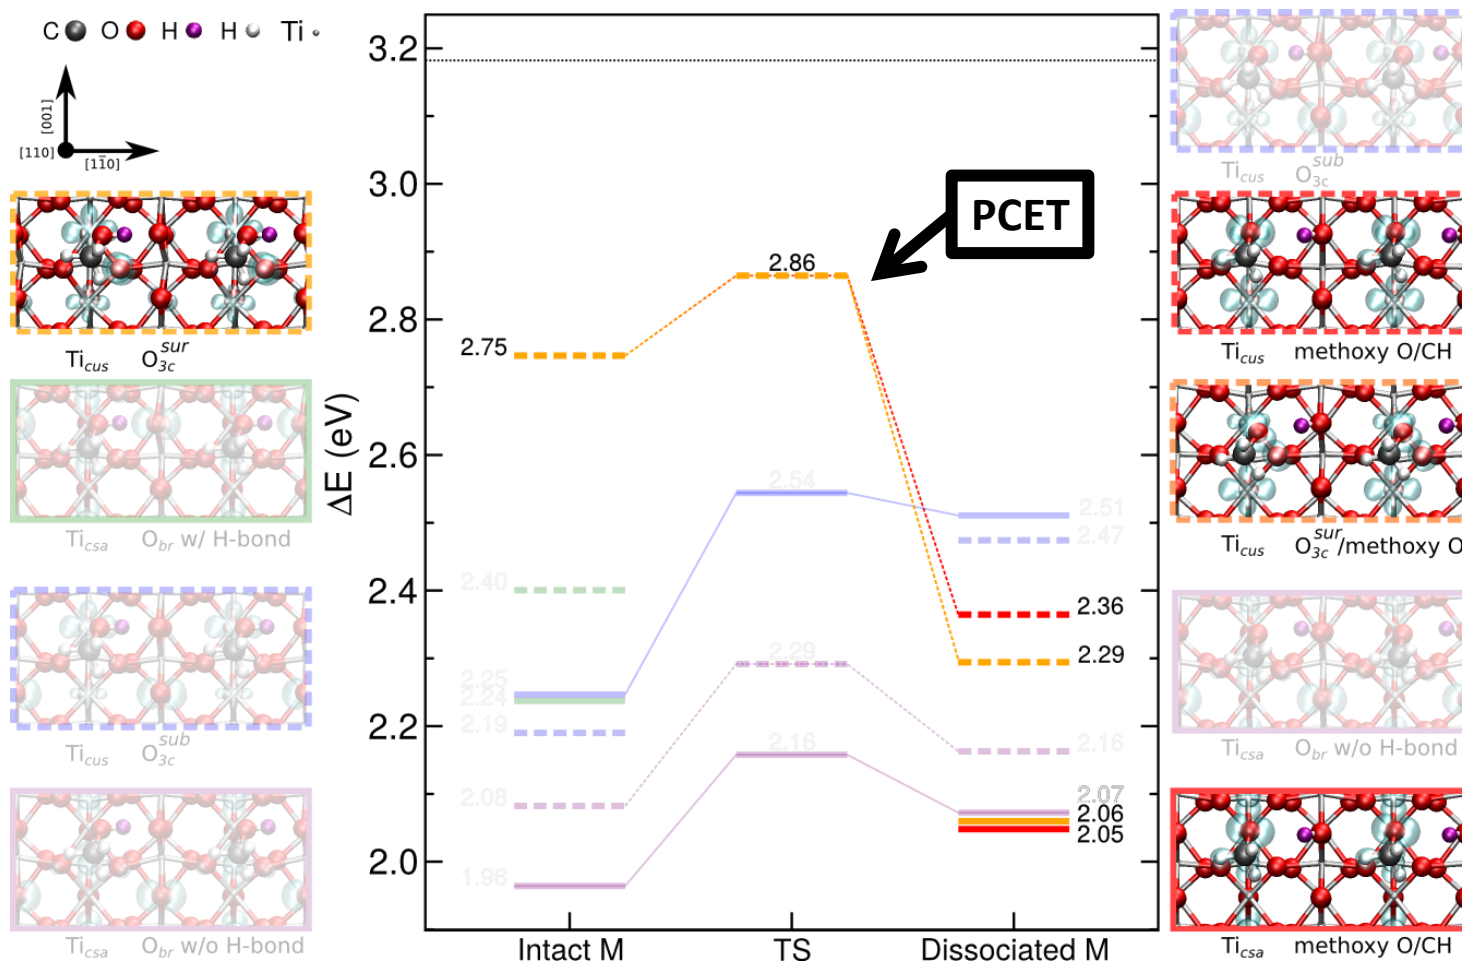 C O H H Ti
[001]
[110]
[11̅0]
Ti_cus O_3c^sur
Ti_csa O_br w/ H-bond
Ti_cus O_3c^sub
Ti_csa O_br w/o H-bond
ΔE (eV)
3.2
3.0
2.8
2.6
2.4
2.2
2.0
PCET
2.86
2.75
2.54
2.51
2.47
2.40
2.36
2.29
2.29
2.25
2.24
2.19
2.16
2.16
2.08
2.07
2.06
2.05
1.96
Intact M TS Dissociated M
Ti_cus O_3c^sub
Ti_cus methoxy O/CH
Ti_cus O_3c^sur/methoxy O
Ti_csa O_br w/o H-bond
Ti_csa methoxy O/CH